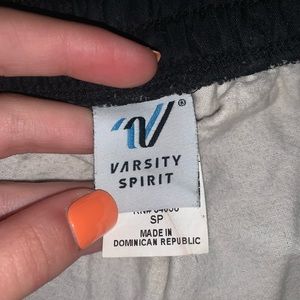 ®
VARSITY
SPIRIT
SP
MADE IN
DOMINICAN REPUBLIC